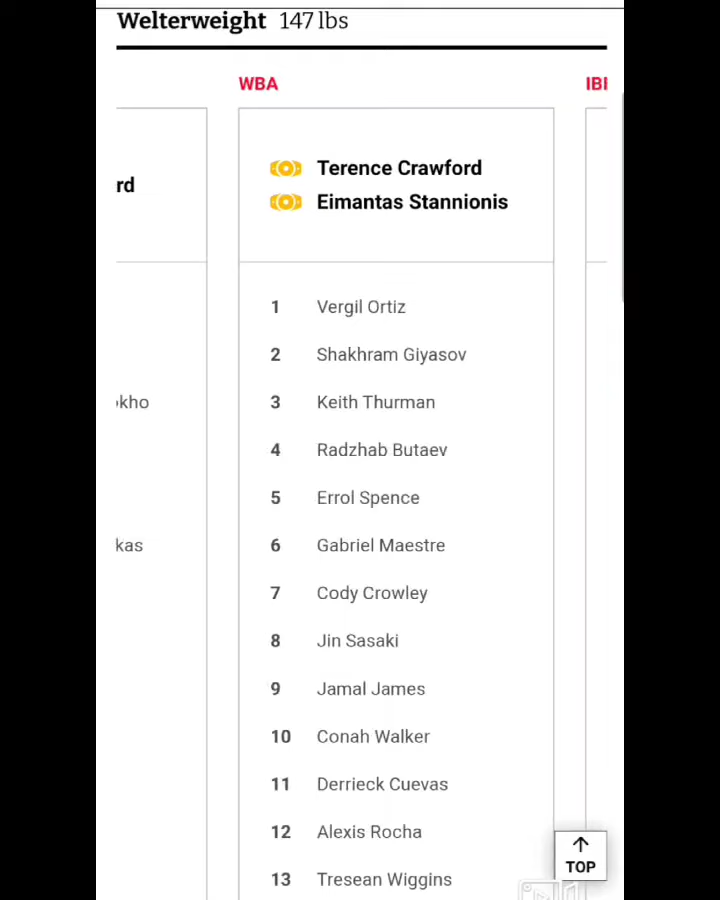 Welterweight 147 lbs
WBA
IBI
rd
Terence Crawford
Eimantas Stannionis
1 Vergil Ortiz
2 Shakhram Giyasov
kho
3 Keith Thurman
4 Radzhab Butaev
5 Errol Spence
kas
6 Gabriel Maestre
7 Cody Crowley
8 Jin Sasaki
9 Jamal James
10 Conah Walker
11 Derrieck Cuevas
12 Alexis Rocha
TOP
13 Tresean Wiggins